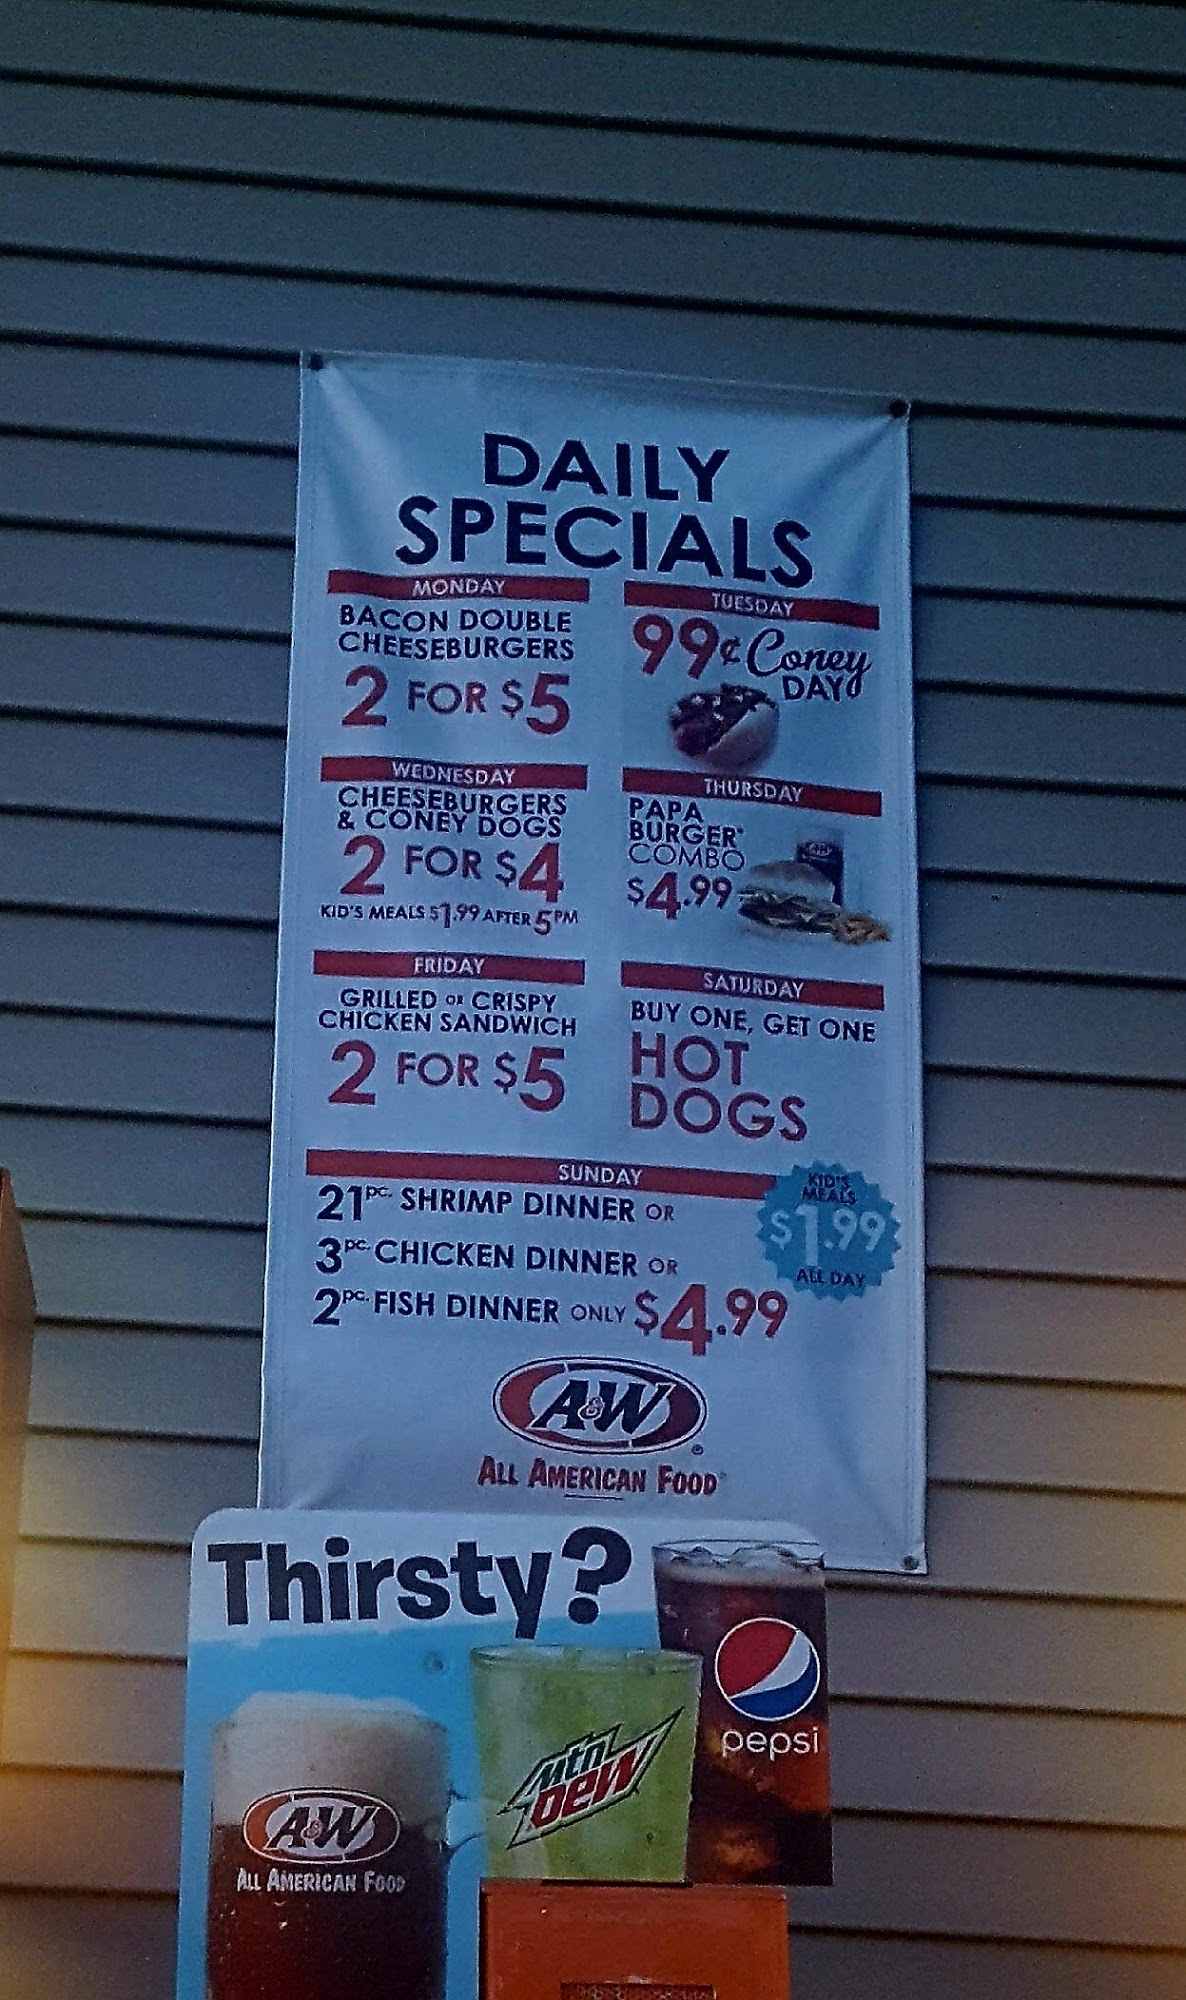 DAILY
SPECIALS
MONDAY
BACON DOUBLE
CHEESEBURGERS
2 FOR $5
TUESDAY
99¢ Coney
DAY
WEDNESDAY
CHEESEBURGERS
& CONEY DOGS
2 FOR $4
KID'S MEALS $1.99 AFTER 5PM
THURSDAY
PAPA
BURGER®
COMBO
$4.99
A&W
FRIDAY
GRILLED OR CRISPY
CHICKEN SANDWICH
2 FOR $5
SATURDAY
BUY ONE, GET ONE
HOT
DOGS
SUNDAY
21PC. SHRIMP DINNER OR
3PC. CHICKEN DINNER OR
2PC. FISH DINNER ONLY $4.99
KID'S
MEALS
$1.99
ALL DAY
A&W®
ALL AMERICAN FOOD®
Thirsty?
pepsi
mtn
DEW
A&W
ALL AMERICAN FOOD